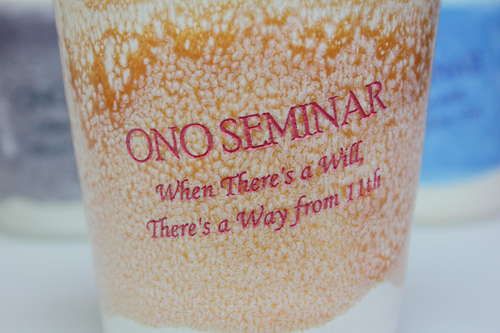 ONO SEMINAR
When There's a Will,
There's a Way from 11th